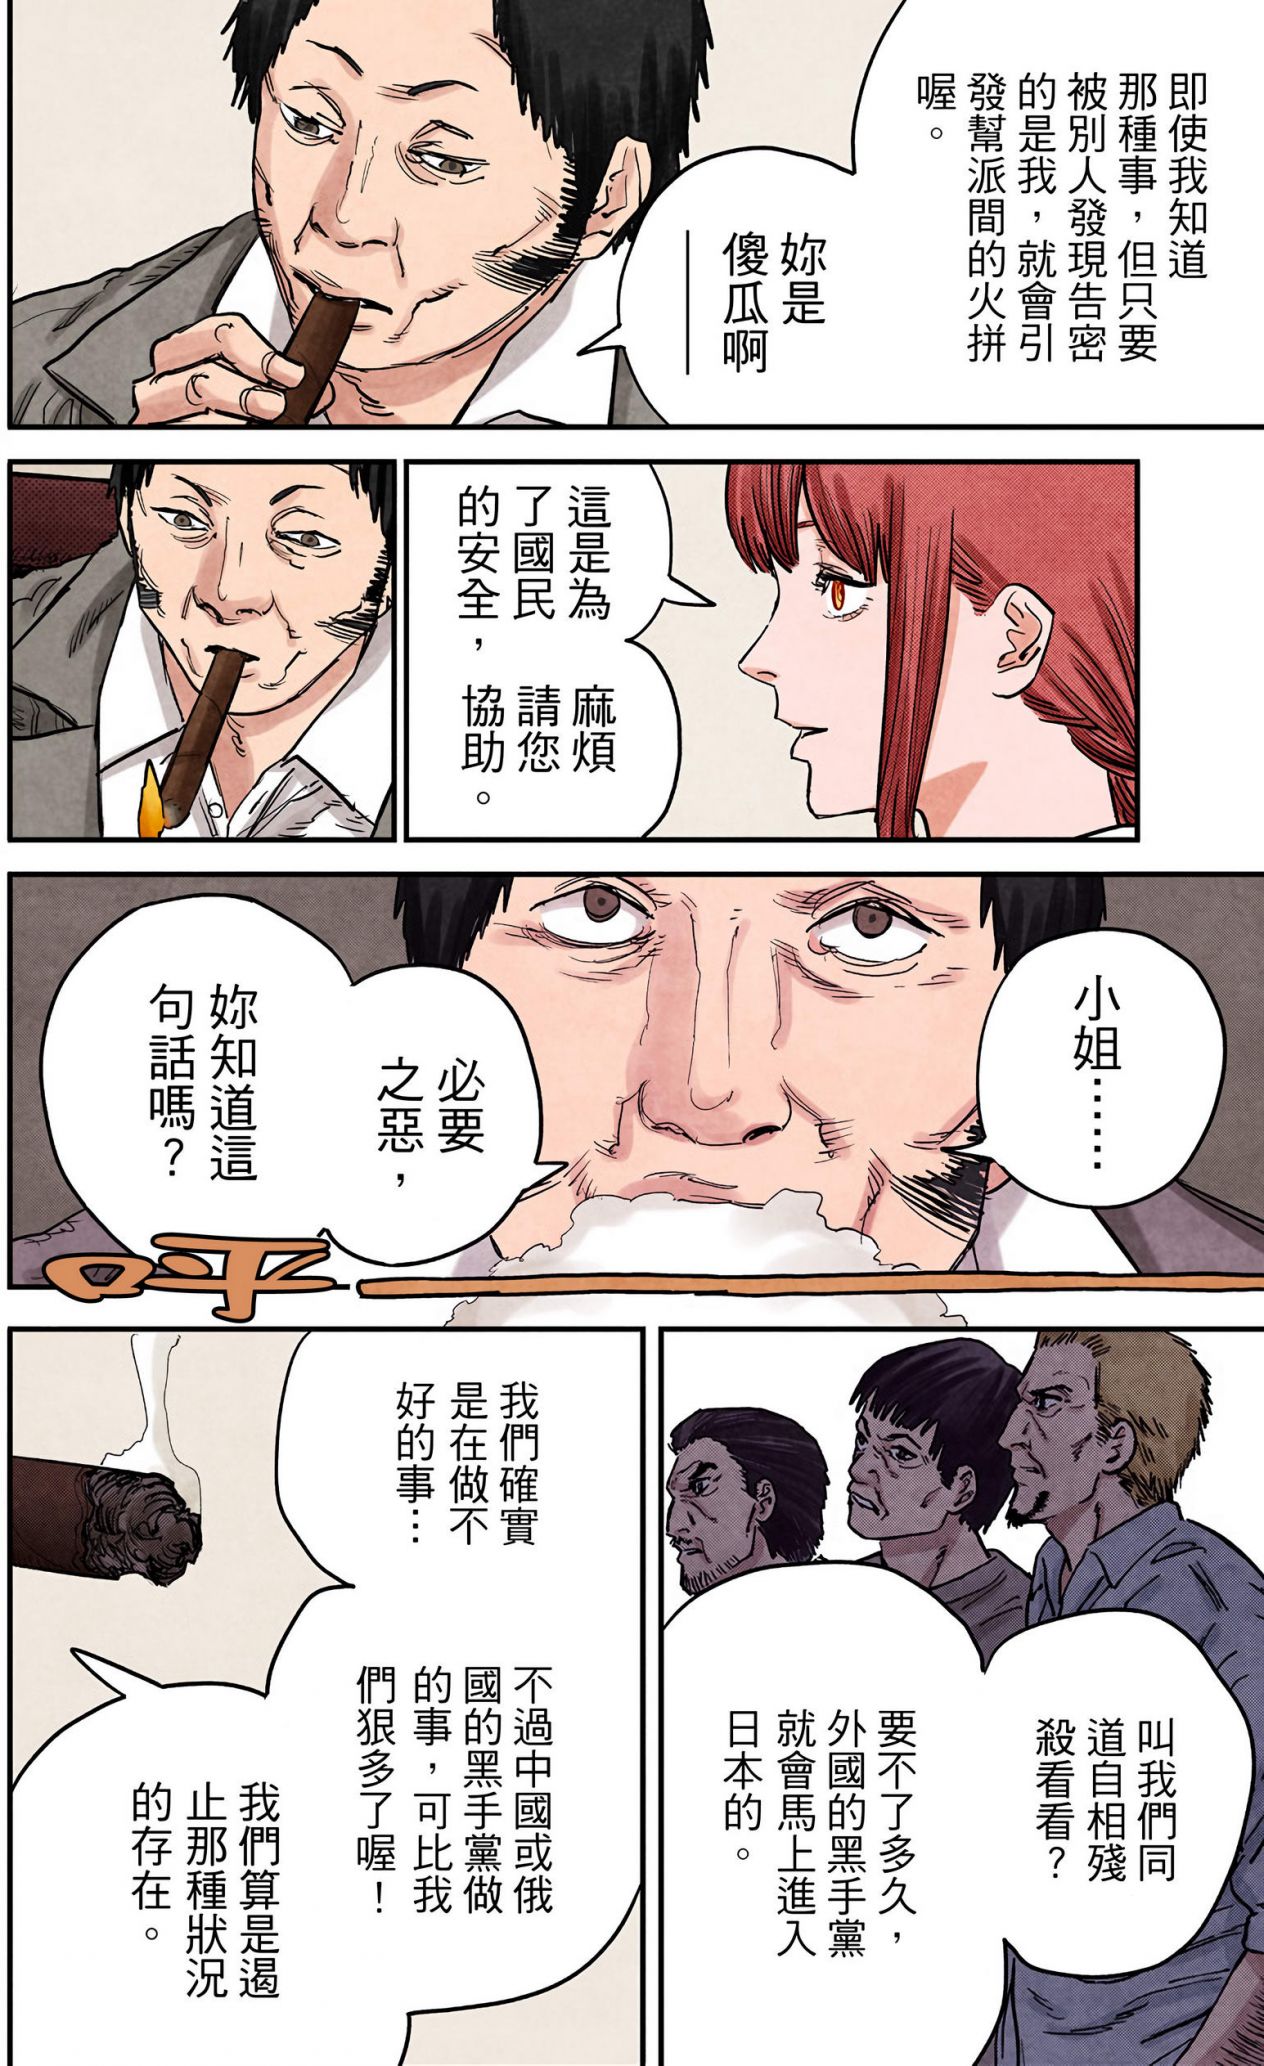 妳是
傻瓜啊
——
即使我知道
那種事，但只要
被別人發現告密
的是我，就會引
發幫派間的火拼
喔。
這是為
了國民
的安全，
麻煩
請您
協助。
小姐……
必要
之惡，
妳知道這
句話嗎？
呼——
叫我們同
道自相殘
殺看看？
要不了多久，
外國的黑手黨
就會馬上進入
日本的。
我們確實
是在做不
好的事…
不過中國或俄
國的黑手黨做
的事，可比我
們狠多了喔！
我們算是遏
止那種狀況
的存在。